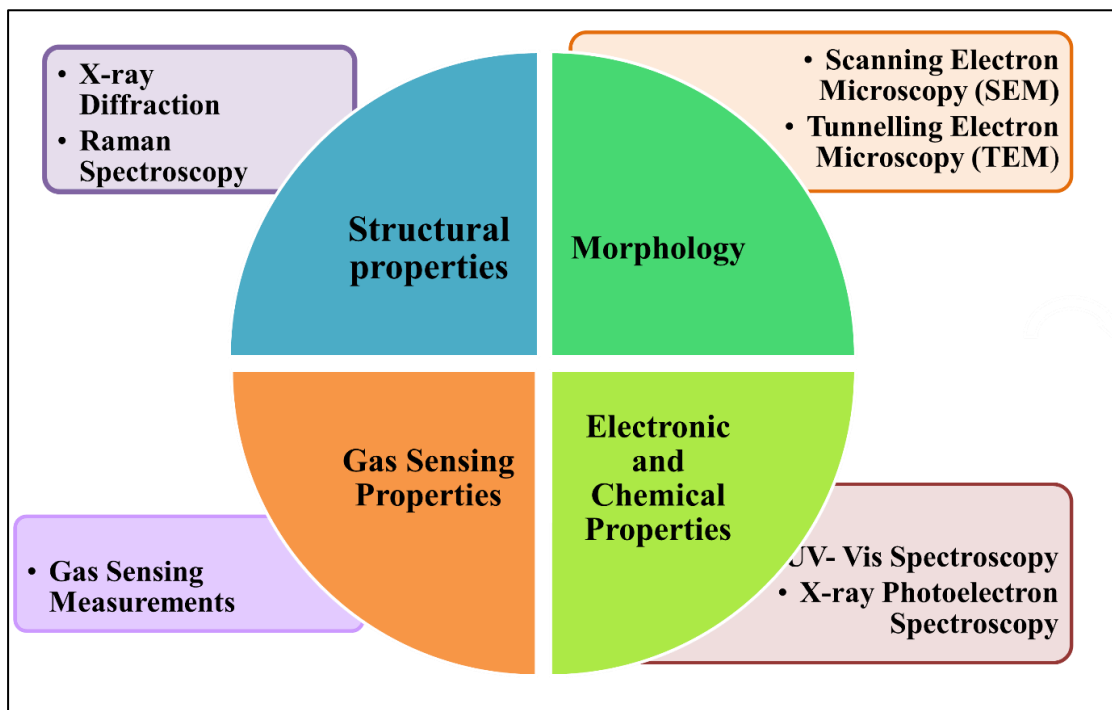 • X-ray
Diffraction
• Raman
Spectroscopy
• Scanning Electron
Microscopy (SEM)
• Tunnelling Electron
Microscopy (TEM)
Structural
properties
Morphology
Gas Sensing
Properties
Electronic
and
Chemical
Properties
• Gas Sensing
Measurements
UV- Vis Spectroscopy
• X-ray Photoelectron
Spectroscopy